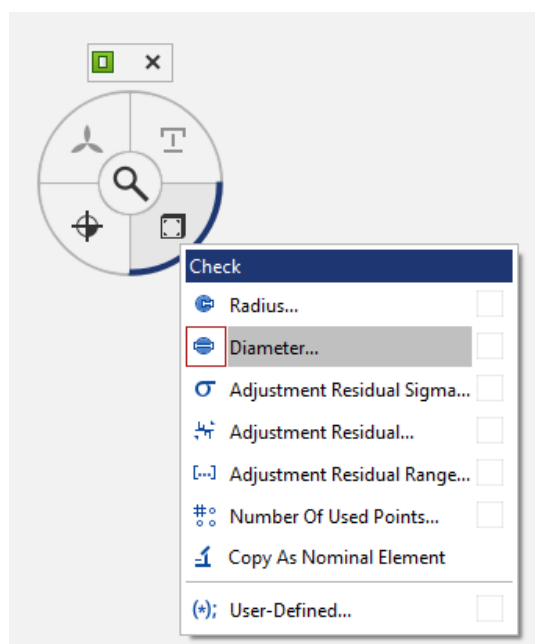 Check
Radius...
Diameter...
Adjustment Residual Sigma...
Adjustment Residual...
Adjustment Residual Range...
Number Of Used Points...
Copy As Nominal Element
User-Defined...